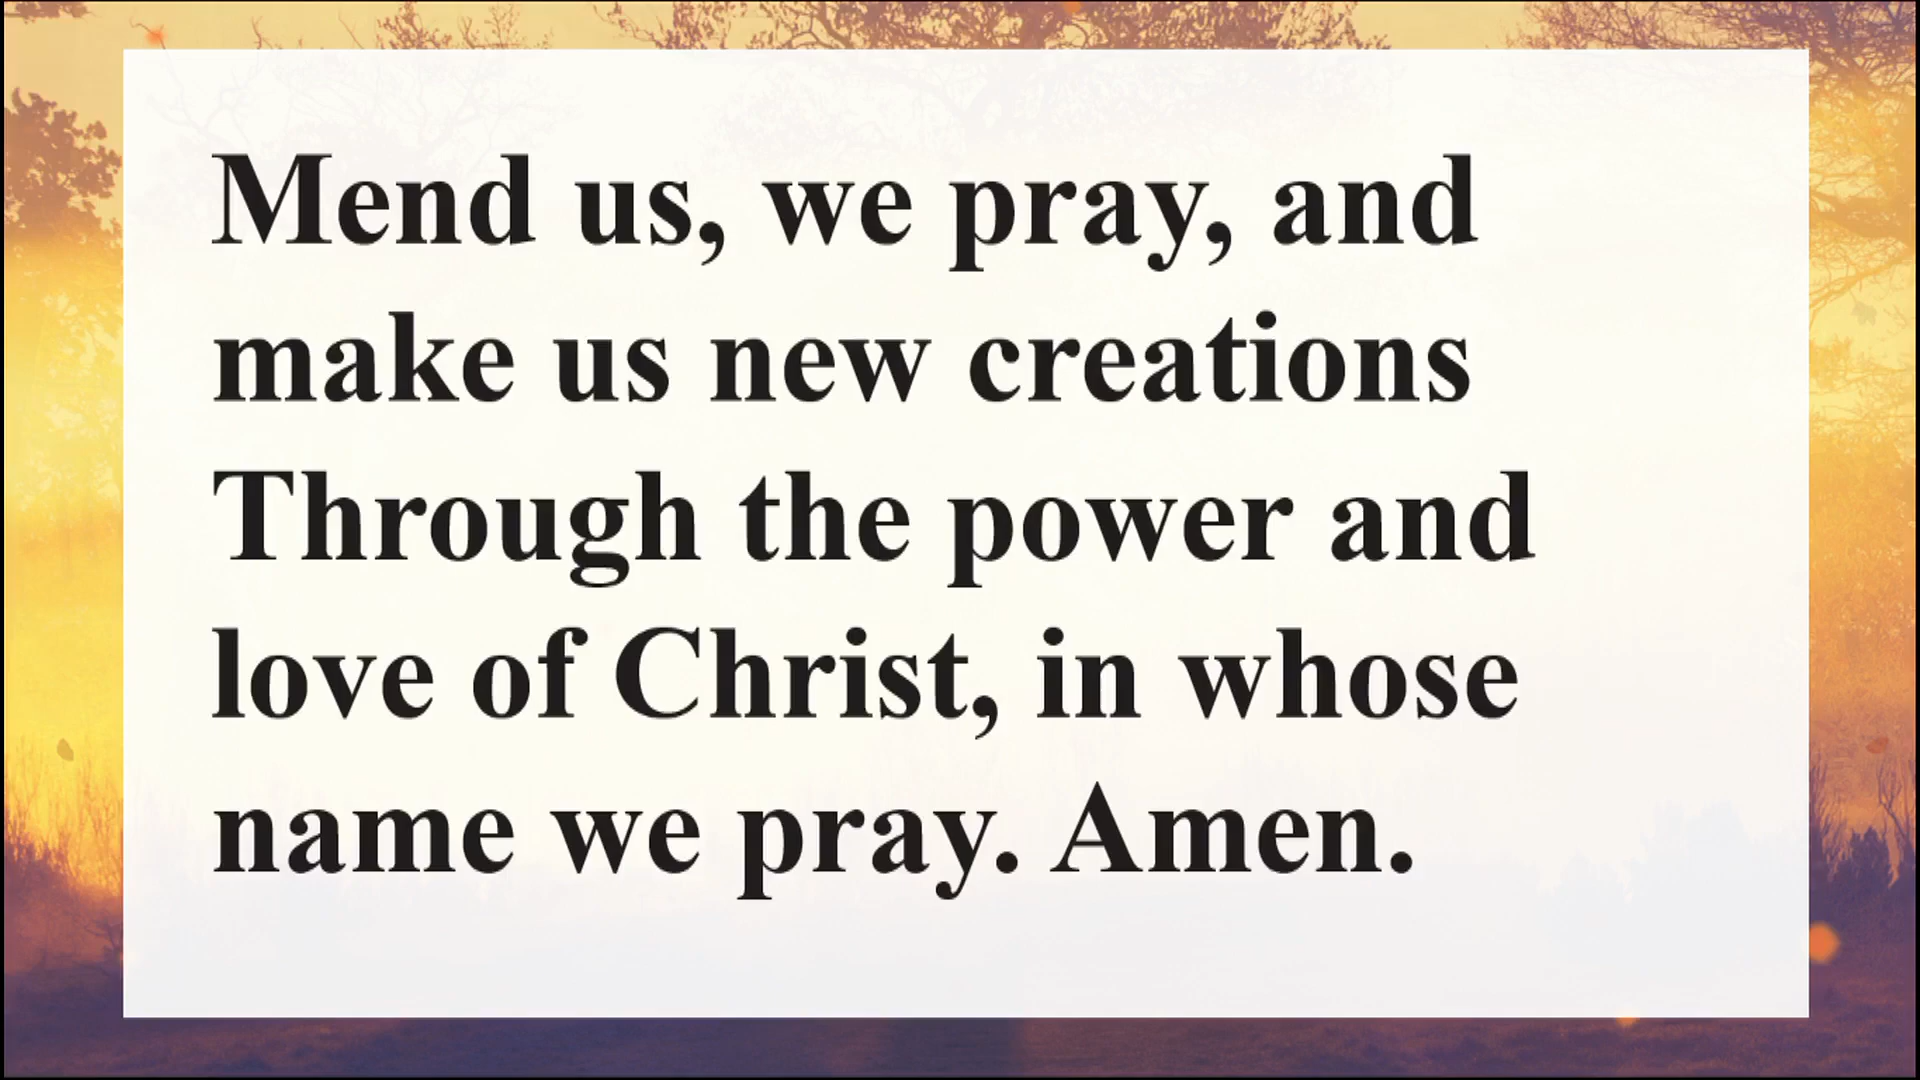 Mend us, we pray, and
make us new creations
Through the power and
love of Christ, in whose
name we pray. Amen.